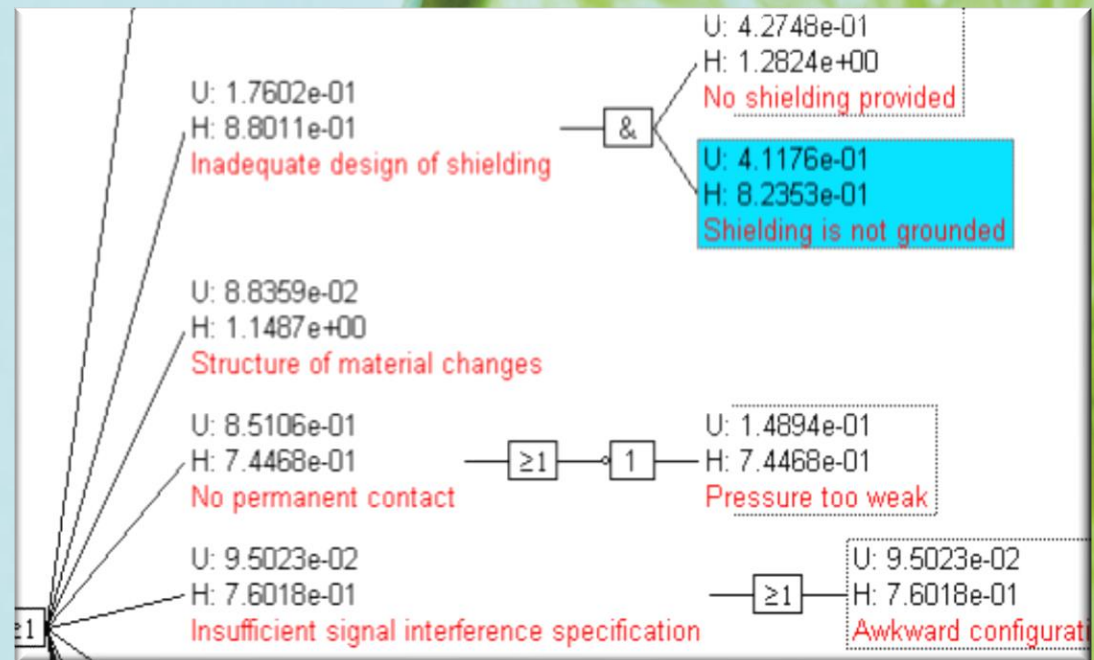 U: 4.2748e-01
H: 1.2824e+00
No shielding provided
U: 1.7602e-01
H: 8.8011e-01
Inadequate design of shielding
&
U: 4.1176e-01
H: 8.2353e-01
Shielding is not grounded
U: 8.8359e-02
H: 1.1487e+00
Structure of material changes
U: 8.5106e-01
H: 7.4468e-01
No permanent contact
≥1
1
U: 1.4894e-01
H: 7.4468e-01
Pressure too weak
U: 9.5023e-02
H: 7.6018e-01
Insufficient signal interference specification
≥1
U: 9.5023e-02
H: 7.6018e-01
Awkward configurati
≥1